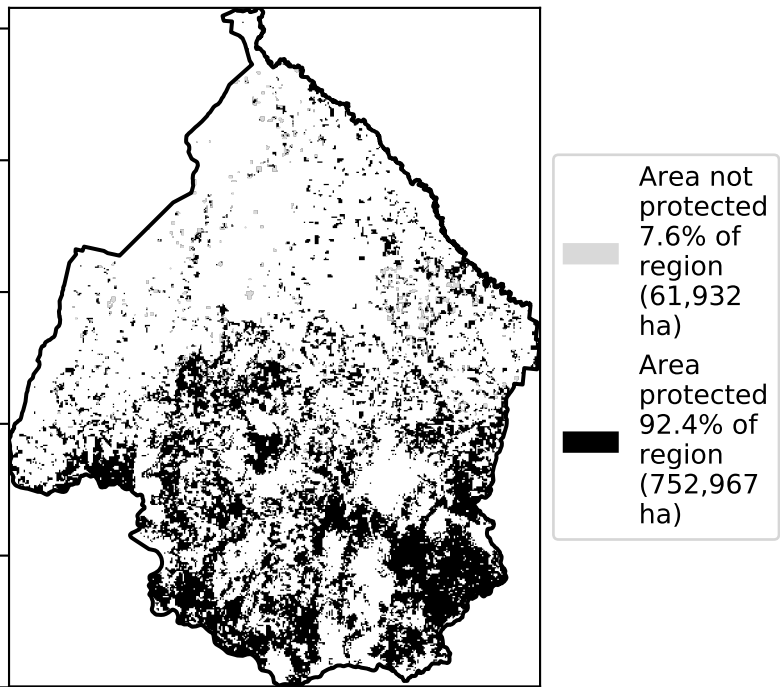 Area not
protected
7.6% of
region
(61,932
ha)
Area
protected
92.4% of
region
(752,967
ha)